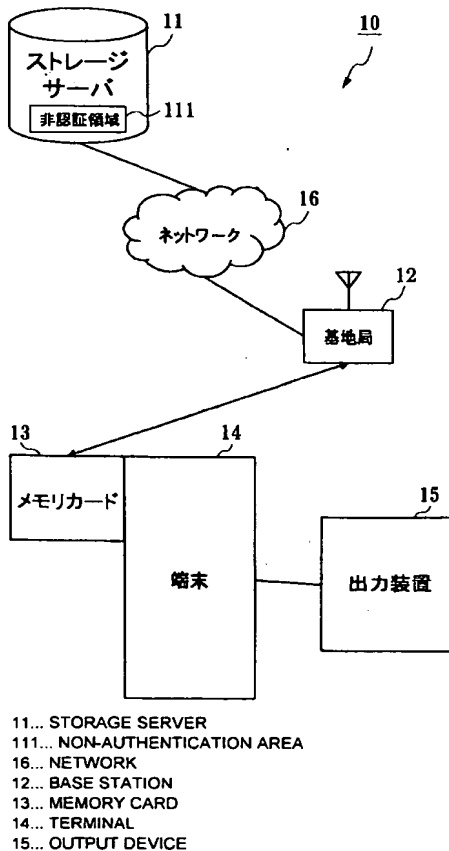 11
10
ストレージ
サーバ
非認証領域
111
16
ネットワーク
12
基地局
13
14
メモリカード
15
端末
出力装置
11... STORAGE SERVER
111... NON-AUTHENTICATION AREA
16... NETWORK
12... BASE STATION
13... MEMORY CARD
14... TERMINAL
15... OUTPUT DEVICE